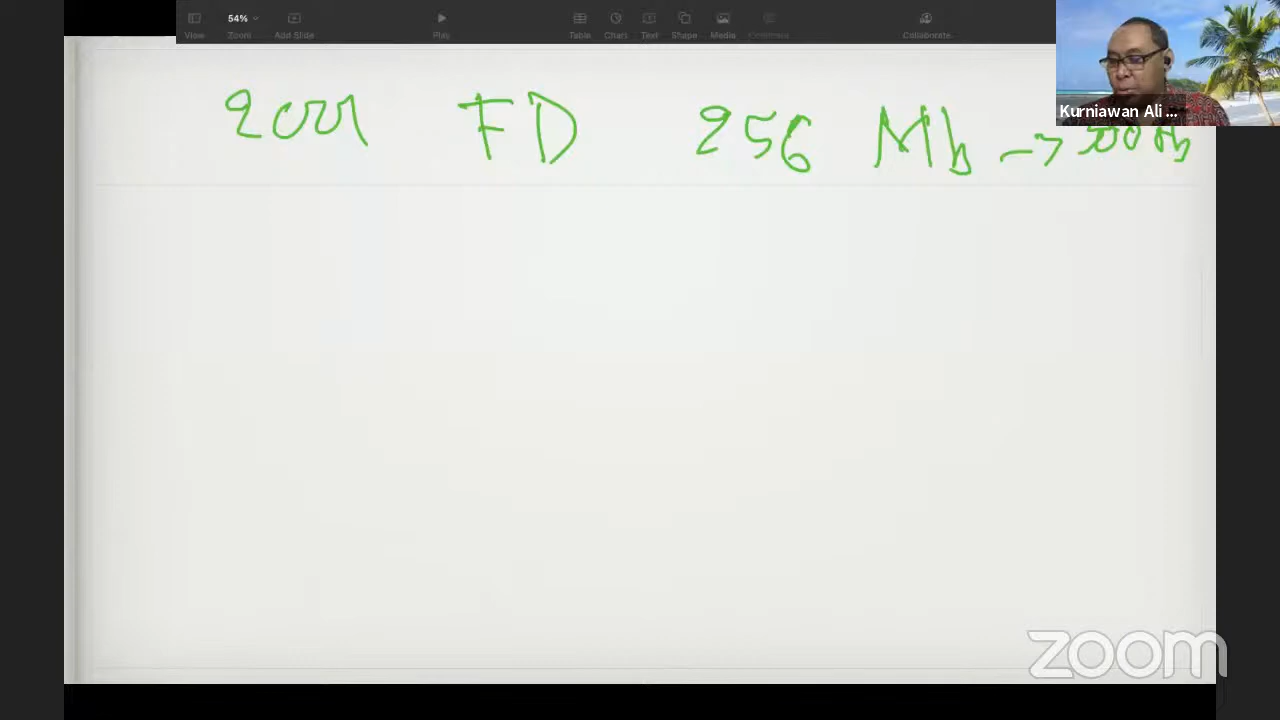 54%
View Zoom Add Slide Play Table Chart Text Shape Media Comment Collaborate
Kurniawan Ali ...
2001 FD 256 Mb ->
zoom